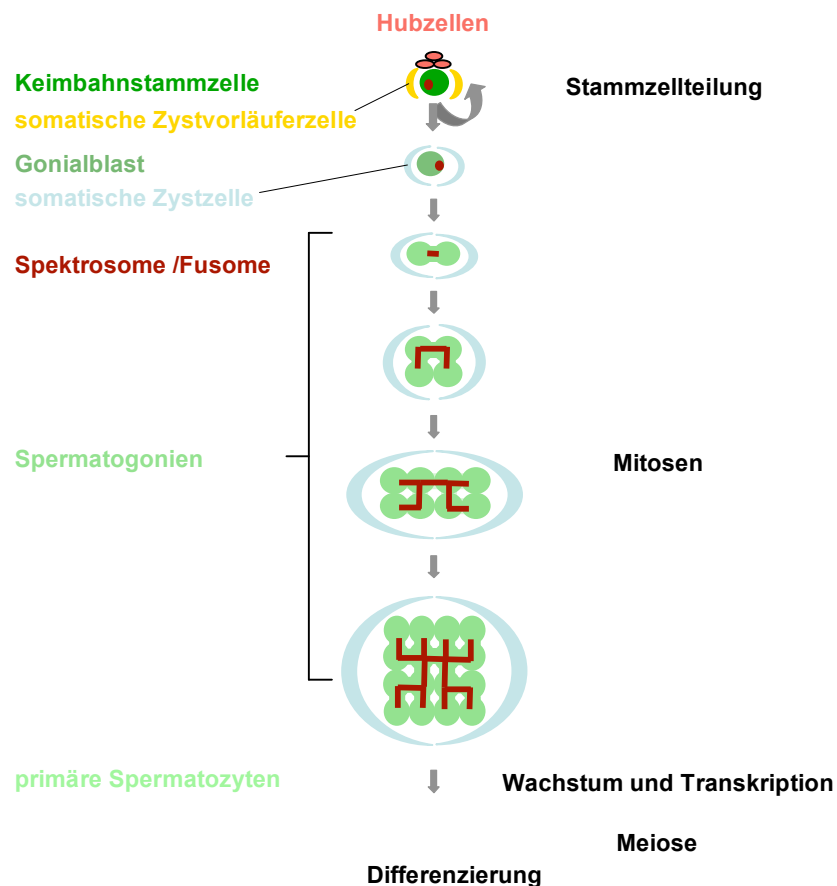 Hubzellen
Keimbahnstammzelle
Stammzellteilung
somatische Zystvorläuferzelle
Gonialblast
somatische Zystzelle
Spektrosome /Fusome
Spermatogonien
Mitosen
primäre Spermatozyten
Wachstum und Transkription
Meiose
Differenzierung